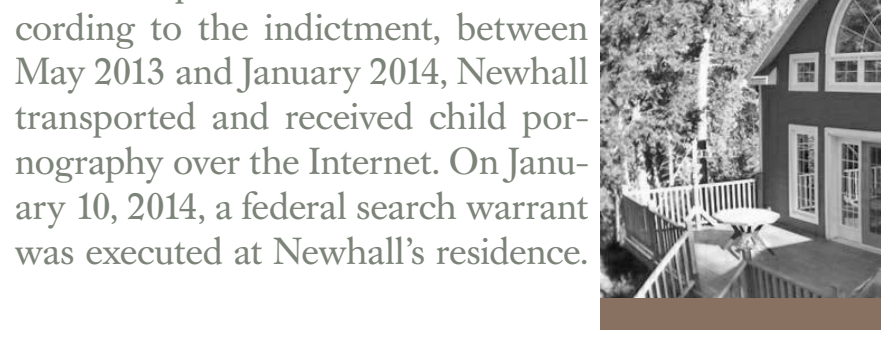 cording to the indictment, between
May 2013 and January 2014, Newhall
transported and received child por-
nography over the Internet. On Janu-
ary 10, 2014, a federal search warrant
was executed at Newhall's residence.